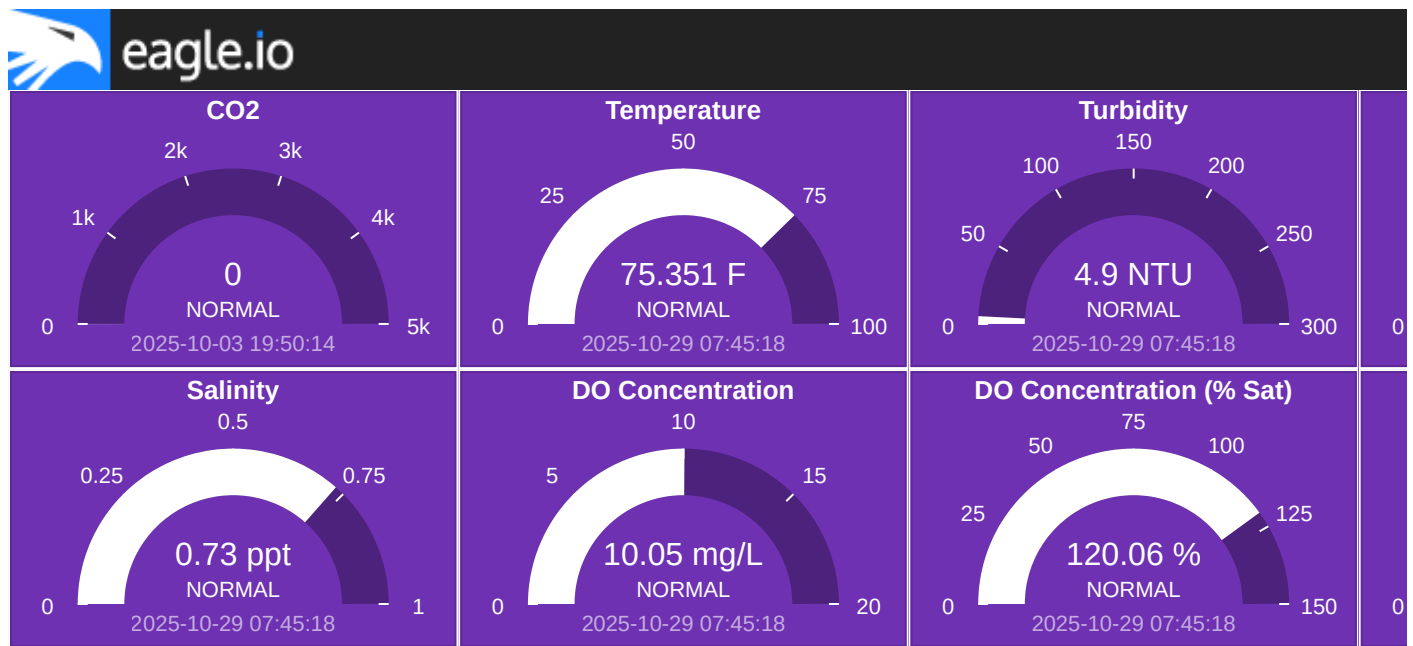 eagle.io
CO2
2k
3k
1k
4k
0
NORMAL
0
5k
2025-10-03 19:50:14
Temperature
50
25
75
75.351 F
NORMAL
0
100
2025-10-29 07:45:18
Turbidity
150
100
200
50
250
4.9 NTU
NORMAL
0
300
2025-10-29 07:45:18
0
Salinity
0.5
0.25
0.75
0.73 ppt
NORMAL
0
1
2025-10-29 07:45:18
DO Concentration
10
5
15
10.05 mg/L
NORMAL
0
20
2025-10-29 07:45:18
DO Concentration (% Sat)
75
50
100
25
125
120.06 %
NORMAL
0
150
2025-10-29 07:45:18
0